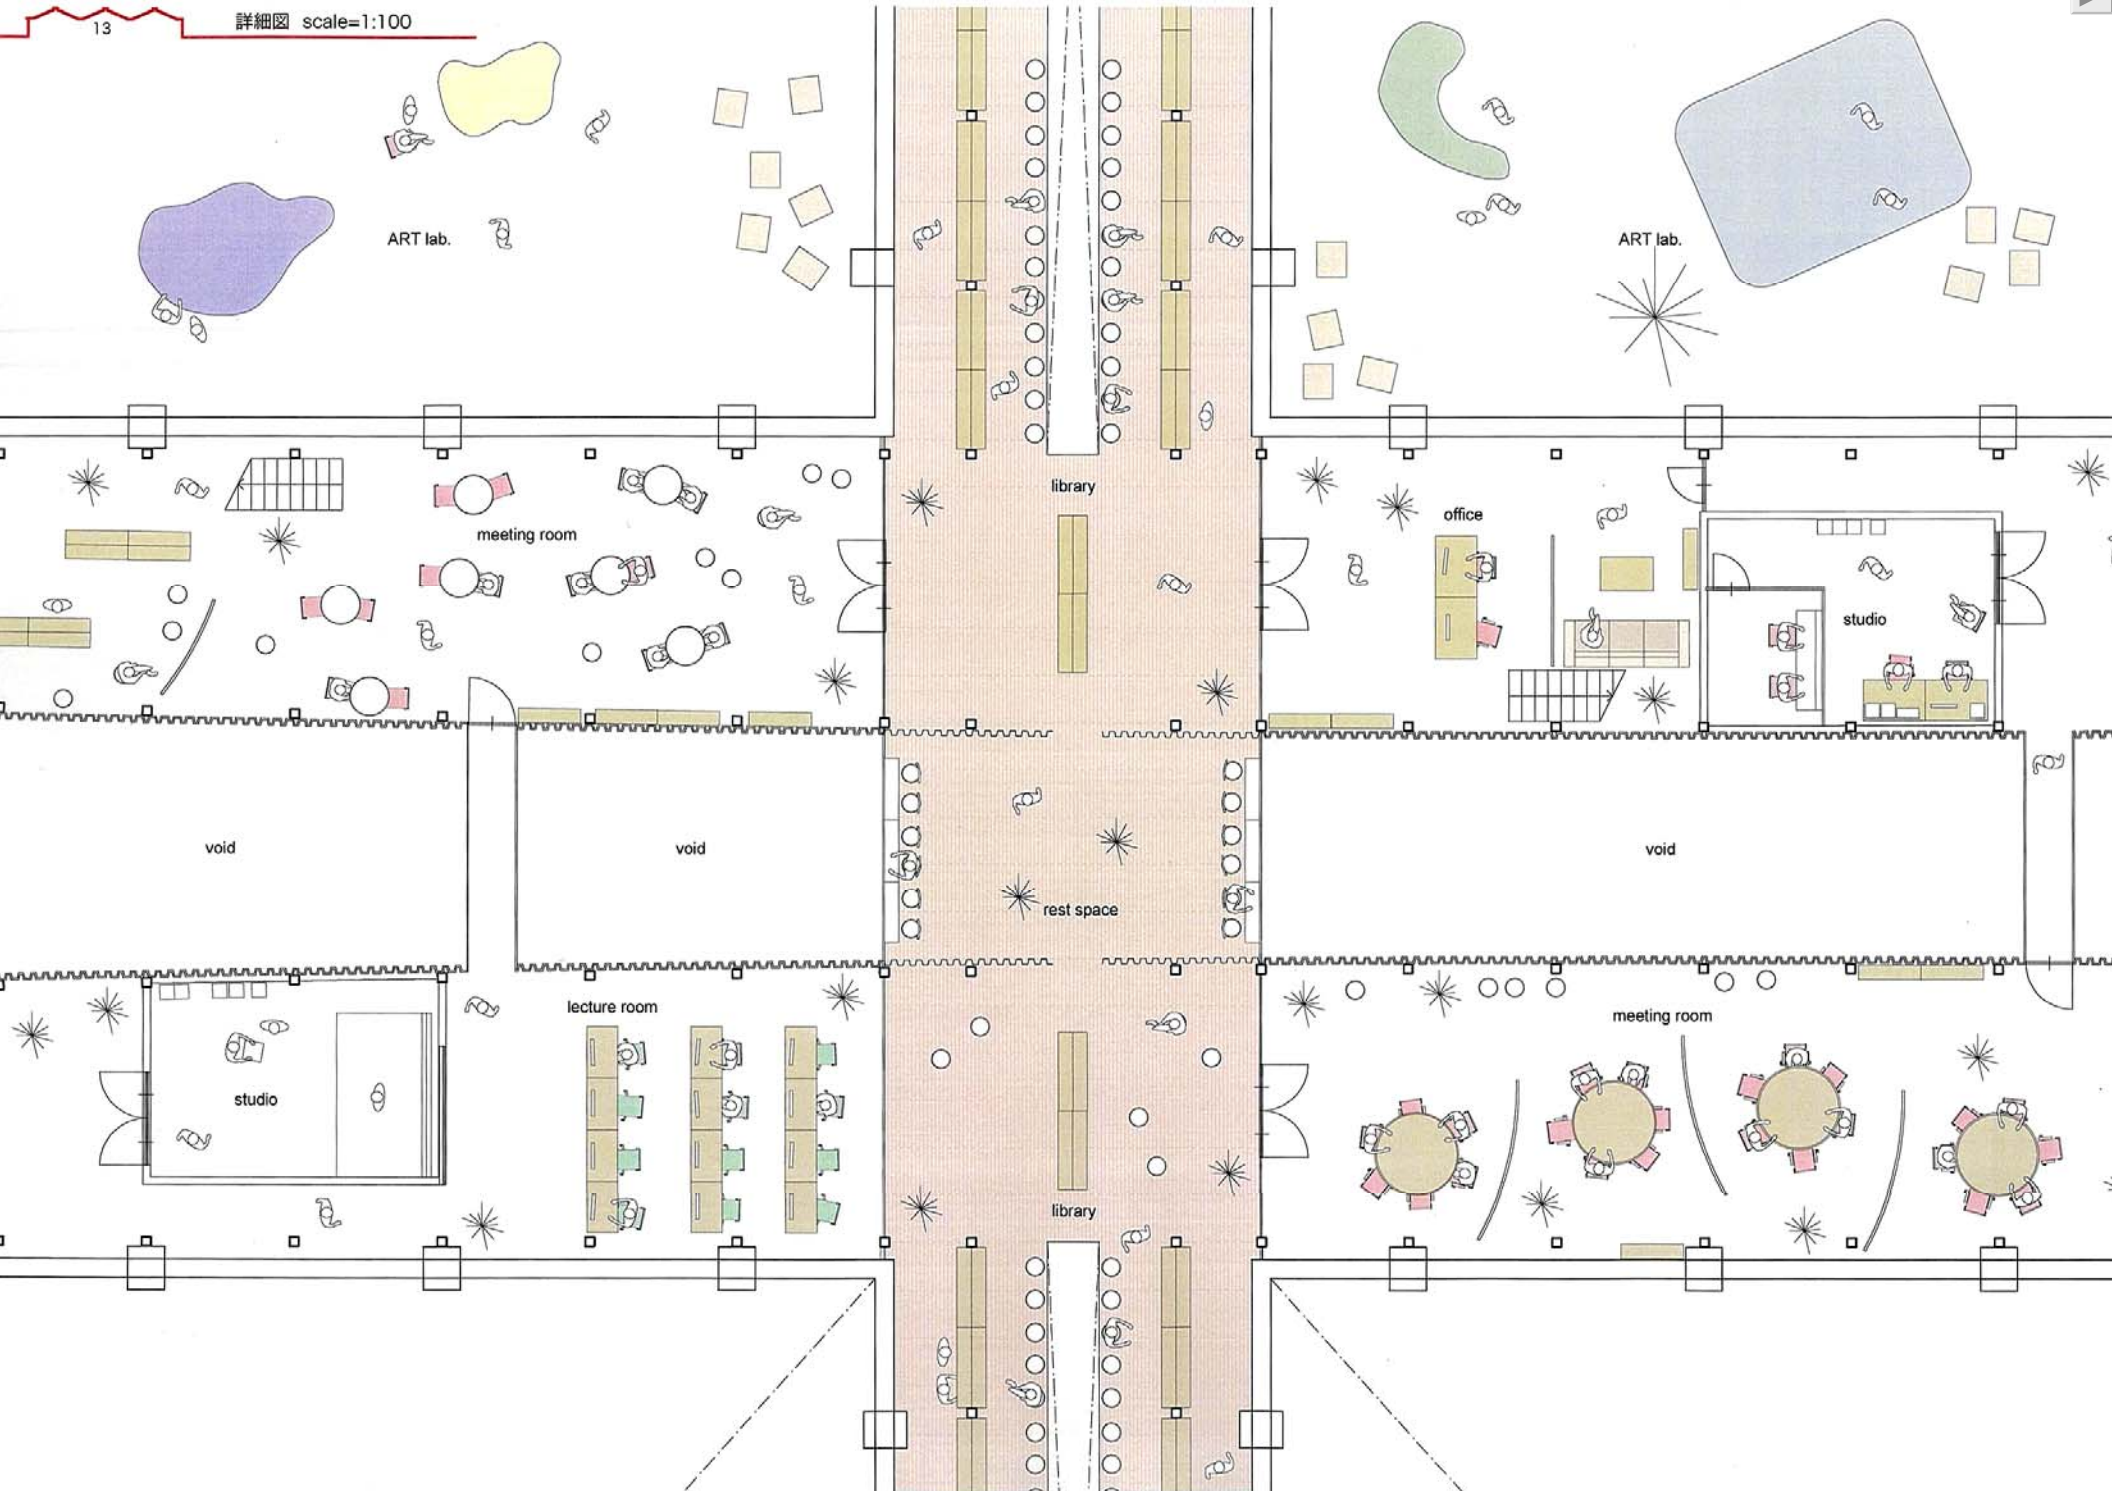 13
詳細図 scale=1:100
ART lab.
ART lab.
library
meeting room
office
studio
void
void
void
rest space
lecture room
meeting room
studio
library